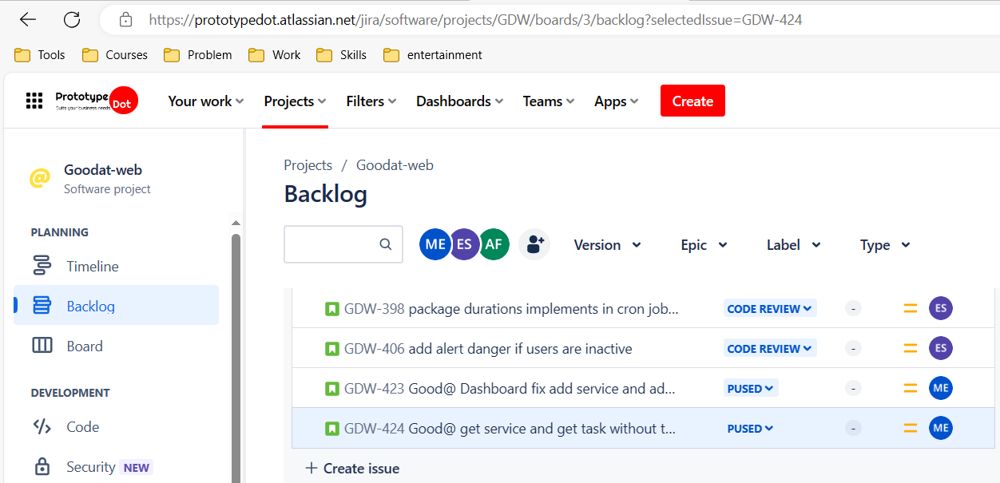 https://prototypedot.atlassian.net/jira/software/projects/GDW/boards/3/backlog?selectedIssue=GDW-424
Tools Courses Problem Work Skills entertainment
Prototype Dot
Suits your business needs
Your work Projects Filters Dashboards Teams Apps Create
Goodat-web
Software project
PLANNING
Timeline
Backlog
Board
DEVELOPMENT
Code
Security NEW
Projects / Goodat-web
Backlog
ME ES AF Version Epic Label Type
GDW-398 package durations implements in cron job... CODE REVIEW - ES
GDW-406 add alert danger if users are inactive CODE REVIEW - ES
GDW-423 Good@ Dashboard fix add service and ad... PUSED - ME
GDW-424 Good@ get service and get task without t... PUSED - ME
+ Create issue